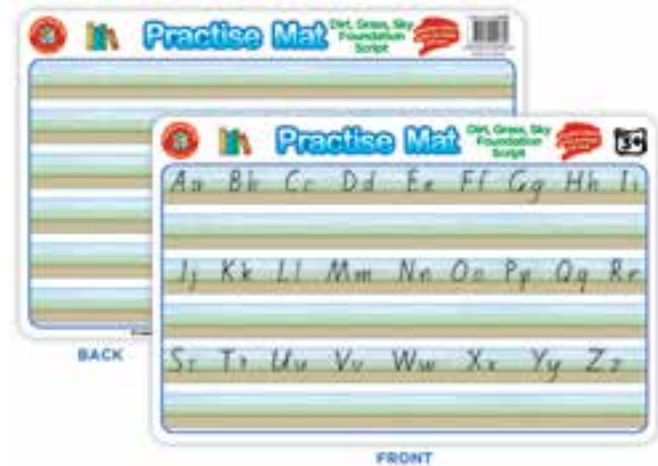 Practise Mat
Dirt, Grass, Sky
Foundation
Script
Practise Mat
Dirt, Grass, Sky
Foundation
Script
3+
Aa Bb Cc Dd Ee Ff Gg Hh Ii
Jj Kk Ll Mm Nn Oo Pp Qq Rr
Ss Tt Uu Vv Ww Xx Yy Zz
BACK
FRONT